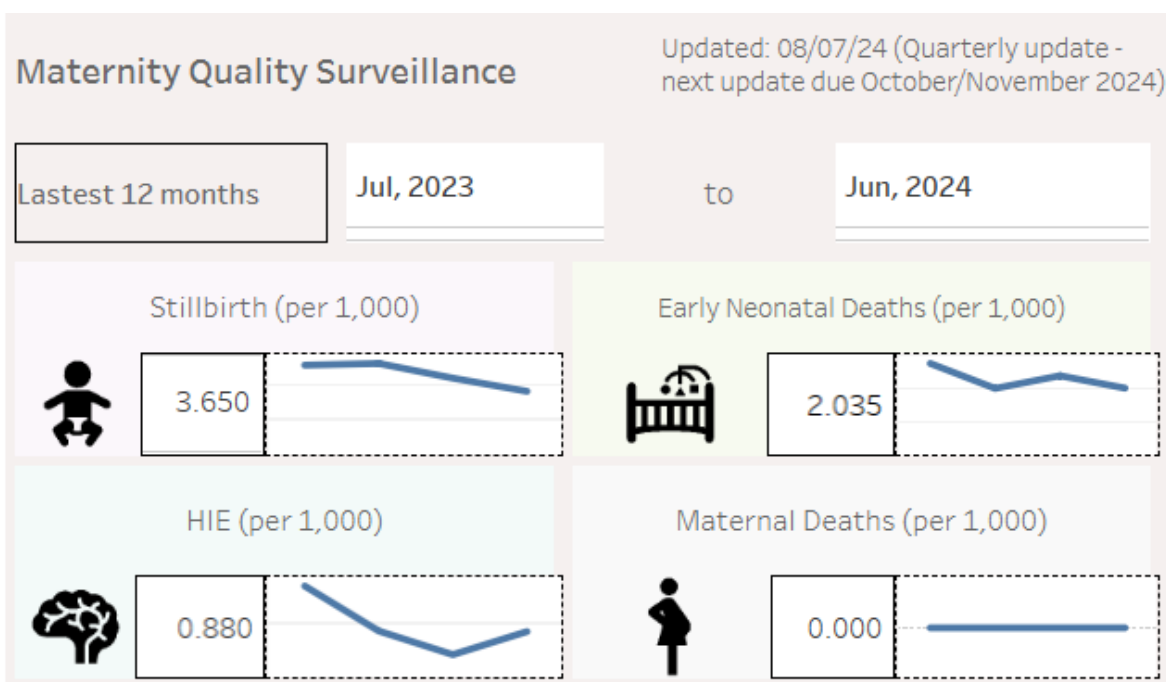 Maternity Quality Surveillance
Updated: 08/07/24 (Quarterly update -
next update due October/November 2024)
Lastest 12 months
Jul, 2023
to
Jun, 2024
Stillbirth (per 1,000)
3.650
Early Neonatal Deaths (per 1,000)
2.035
HIE (per 1,000)
0.880
Maternal Deaths (per 1,000)
0.000